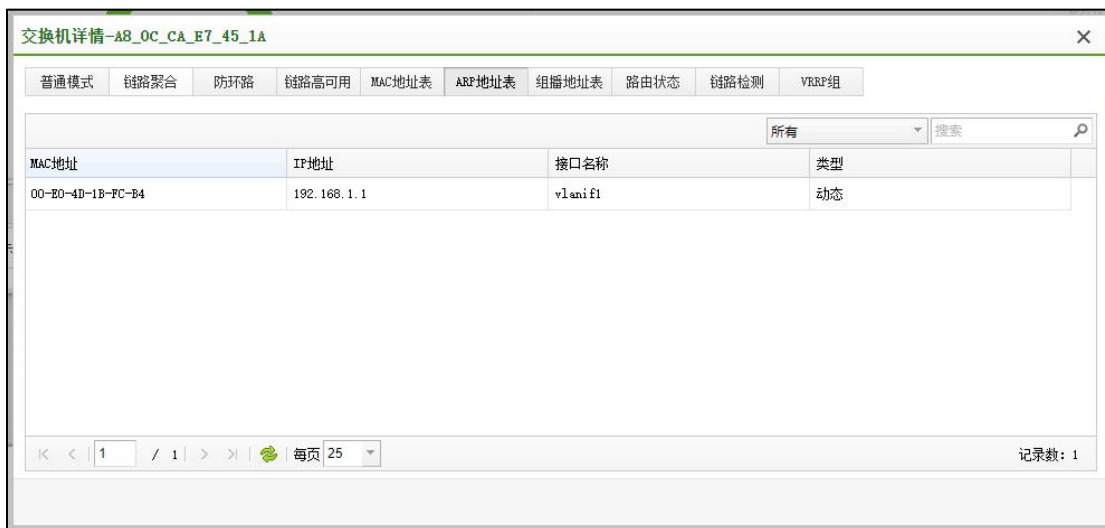 交换机详情-A8_0C_CA_E7_45_1A
普通模式 链路聚合 防环路 链路高可用 MAC地址表 ARP地址表 组播地址表 路由状态 链路检测 VRRP组
所有 搜索
MAC地址 IP地址 接口名称 类型
00-E0-4D-1B-FC-B4 192.168.1.1 vlanif1 动态
1 / 1 每页 25 记录数: 1